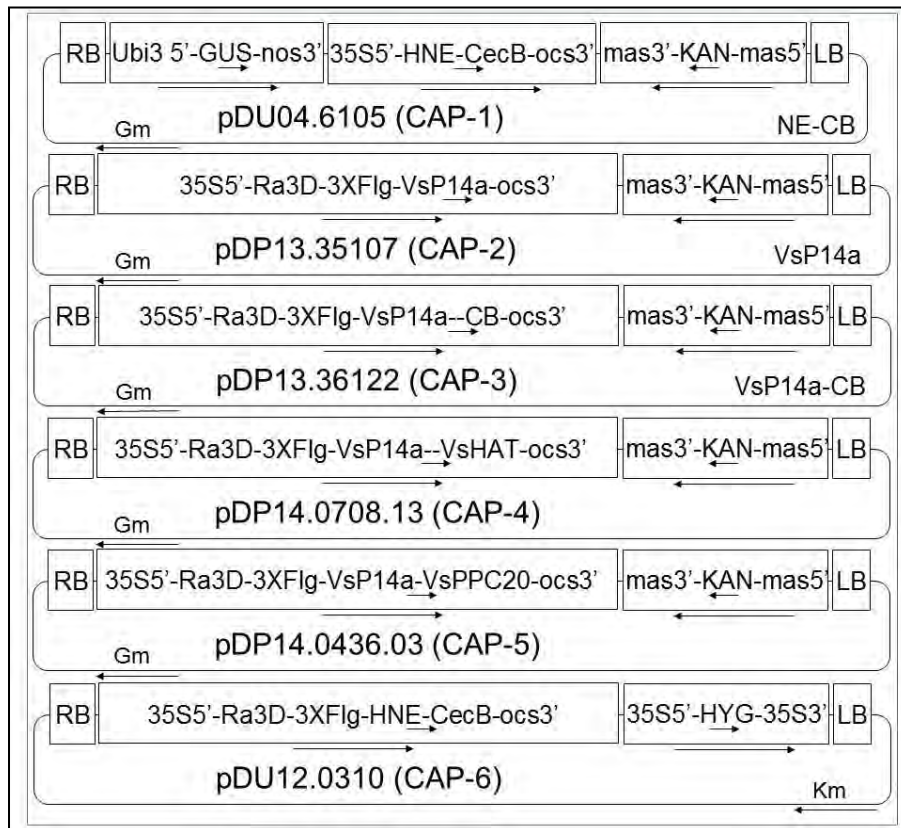 RB Ubi3 5'-GUS-nos3' 35S5'-HNE-CecB-ocs3' mas3'-KAN-mas5' LB
pDU04.6105 (CAP-1)
Gm NE-CB
RB 35S5'-Ra3D-3XFlg-VsP14a-ocs3' mas3'-KAN-mas5' LB
pDP13.35107 (CAP-2)
Gm VsP14a
RB 35S5'-Ra3D-3XFlg-VsP14a--CB-ocs3' mas3'-KAN-mas5' LB
pDP13.36122 (CAP-3)
Gm VsP14a-CB
RB 35S5'-Ra3D-3XFlg-VsP14a--VsHAT-ocs3' mas3'-KAN-mas5' LB
pDP14.0708.13 (CAP-4)
Gm
RB 35S5'-Ra3D-3XFlg-VsP14a-VsPPC20-ocs3' mas3'-KAN-mas5' LB
pDP14.0436.03 (CAP-5)
Gm
RB 35S5'-Ra3D-3XFlg-HNE-CecB-ocs3' 35S5'-HYG-35S3' LB
pDU12.0310 (CAP-6)
Km